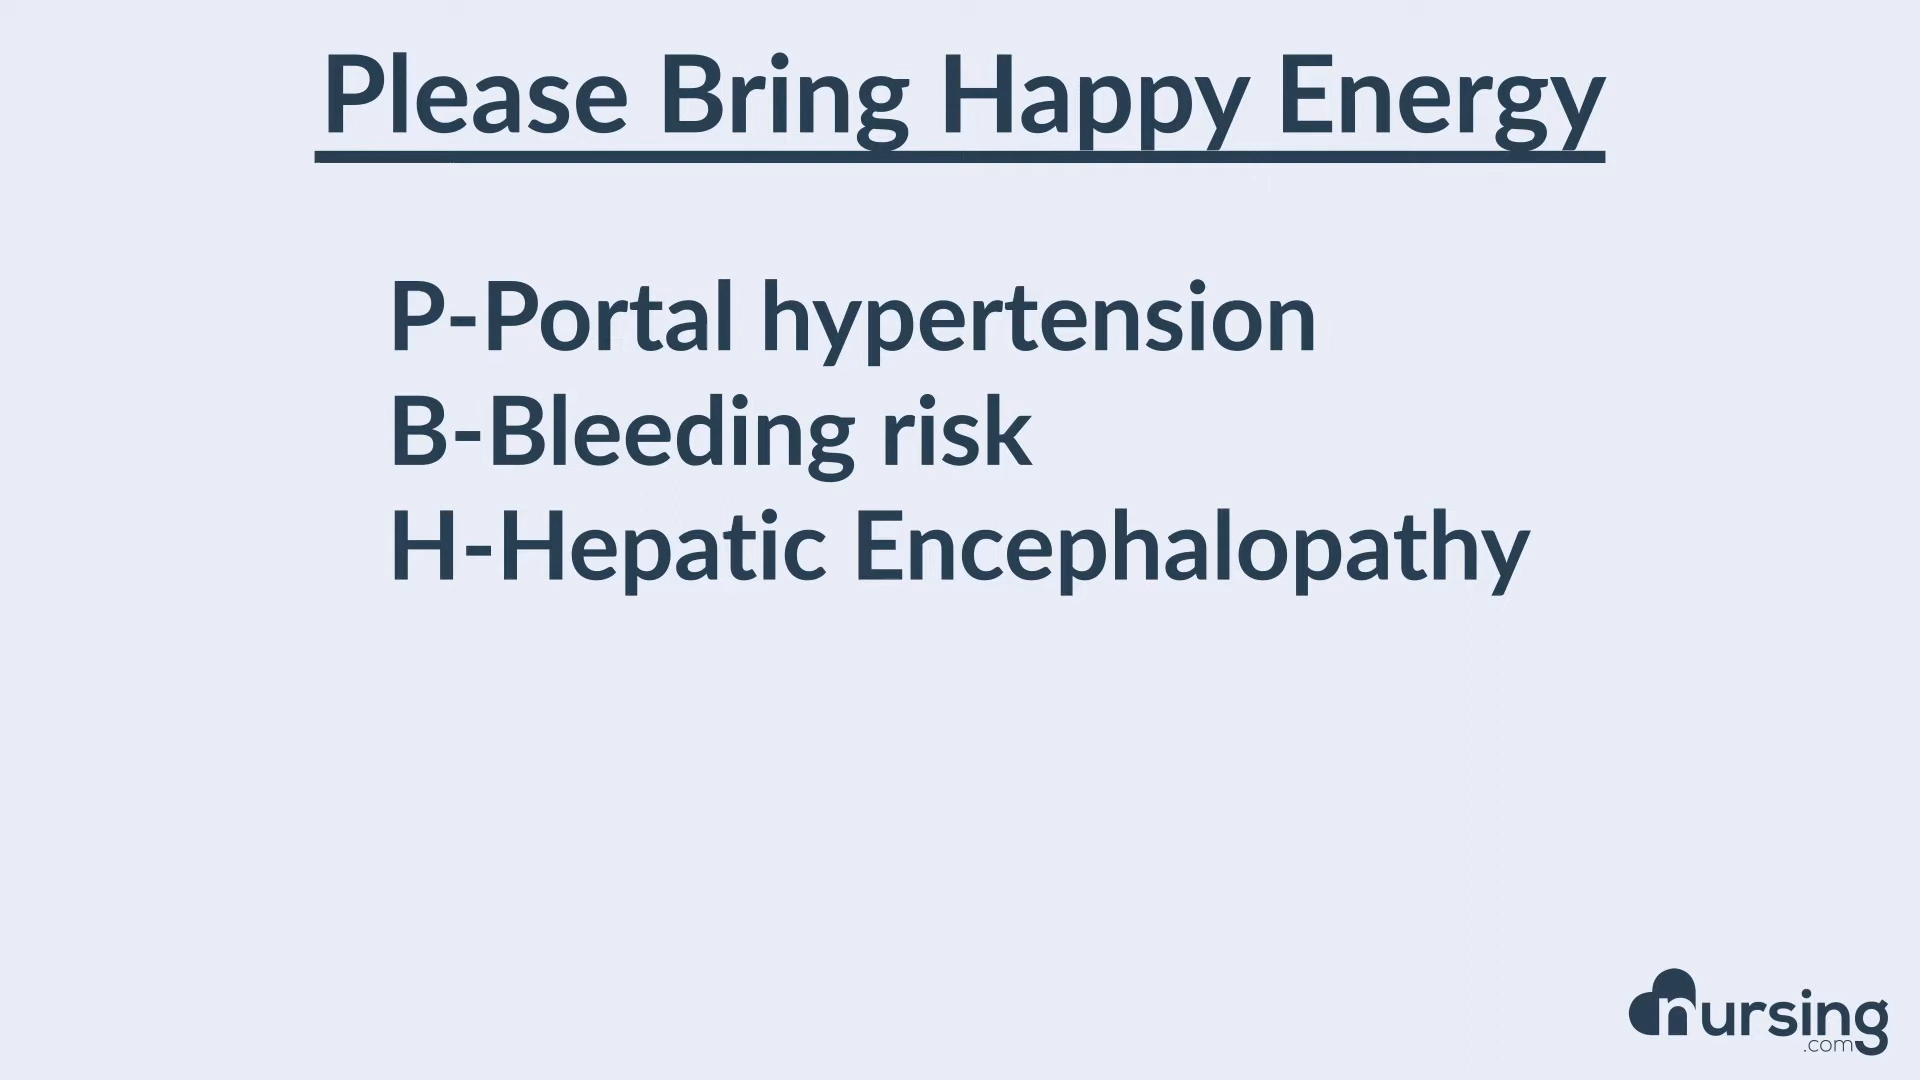 Please Bring Happy Energy
P-Portal hypertension
B-Bleeding risk
H-Hepatic Encephalopathy
nursing
.com